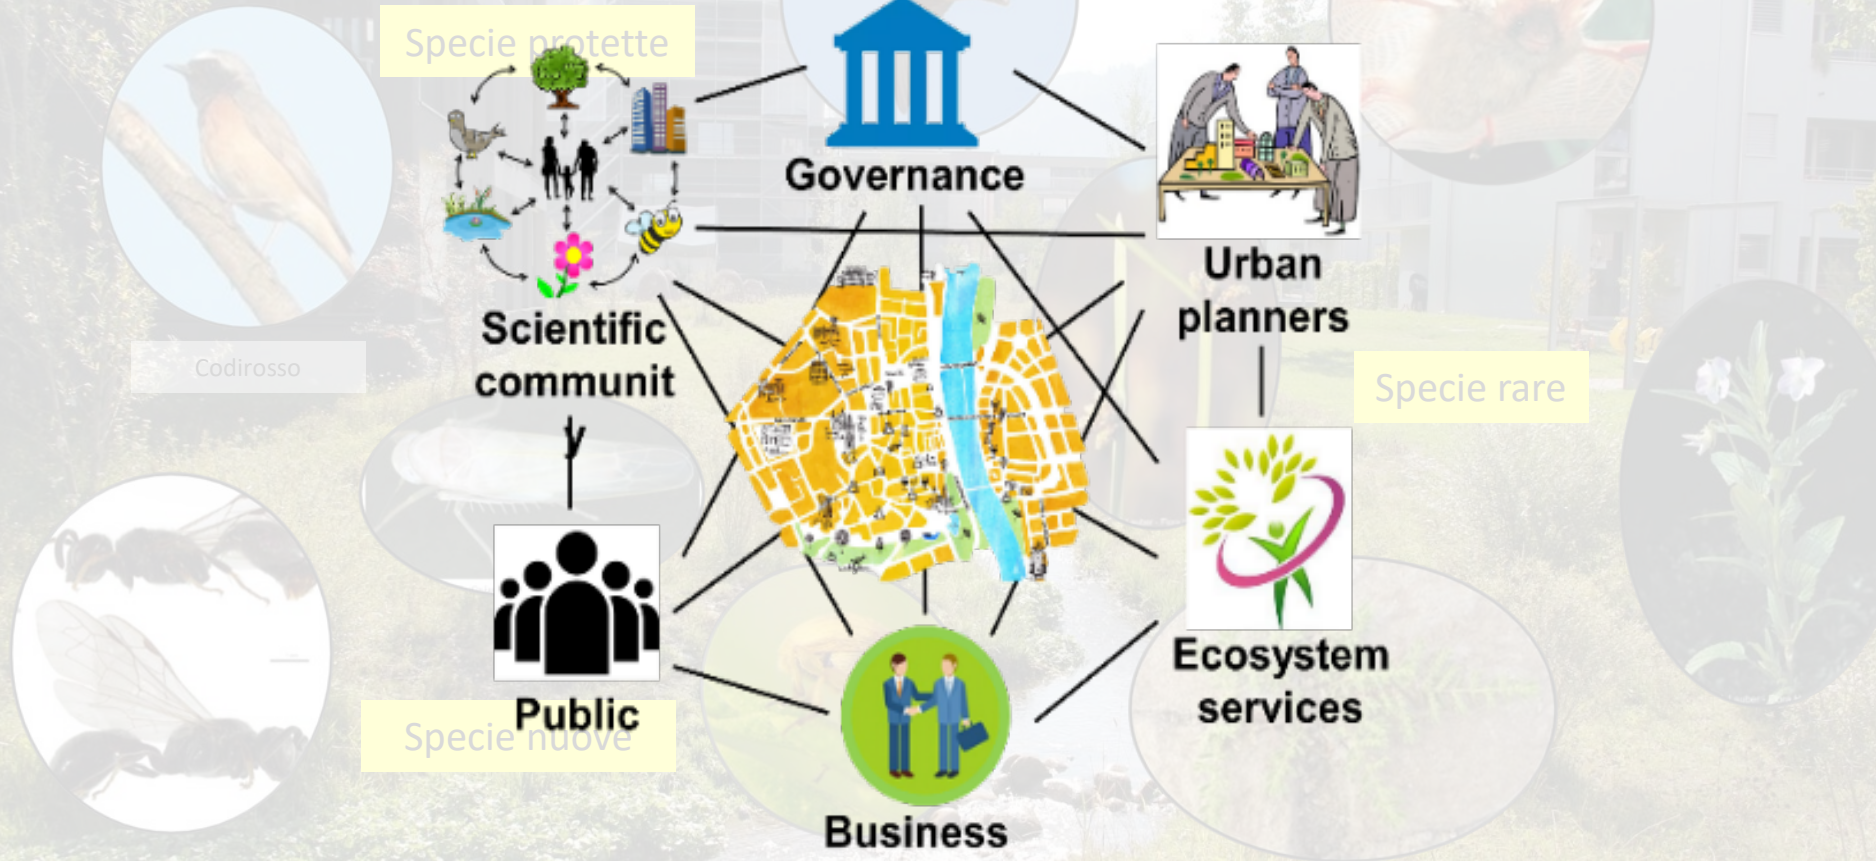 Specie protette
Governance
Urban
planners
Scientific
communit
y
Codirosso
Specie rare
Ecosystem
services
Public
Specie nuove
Business